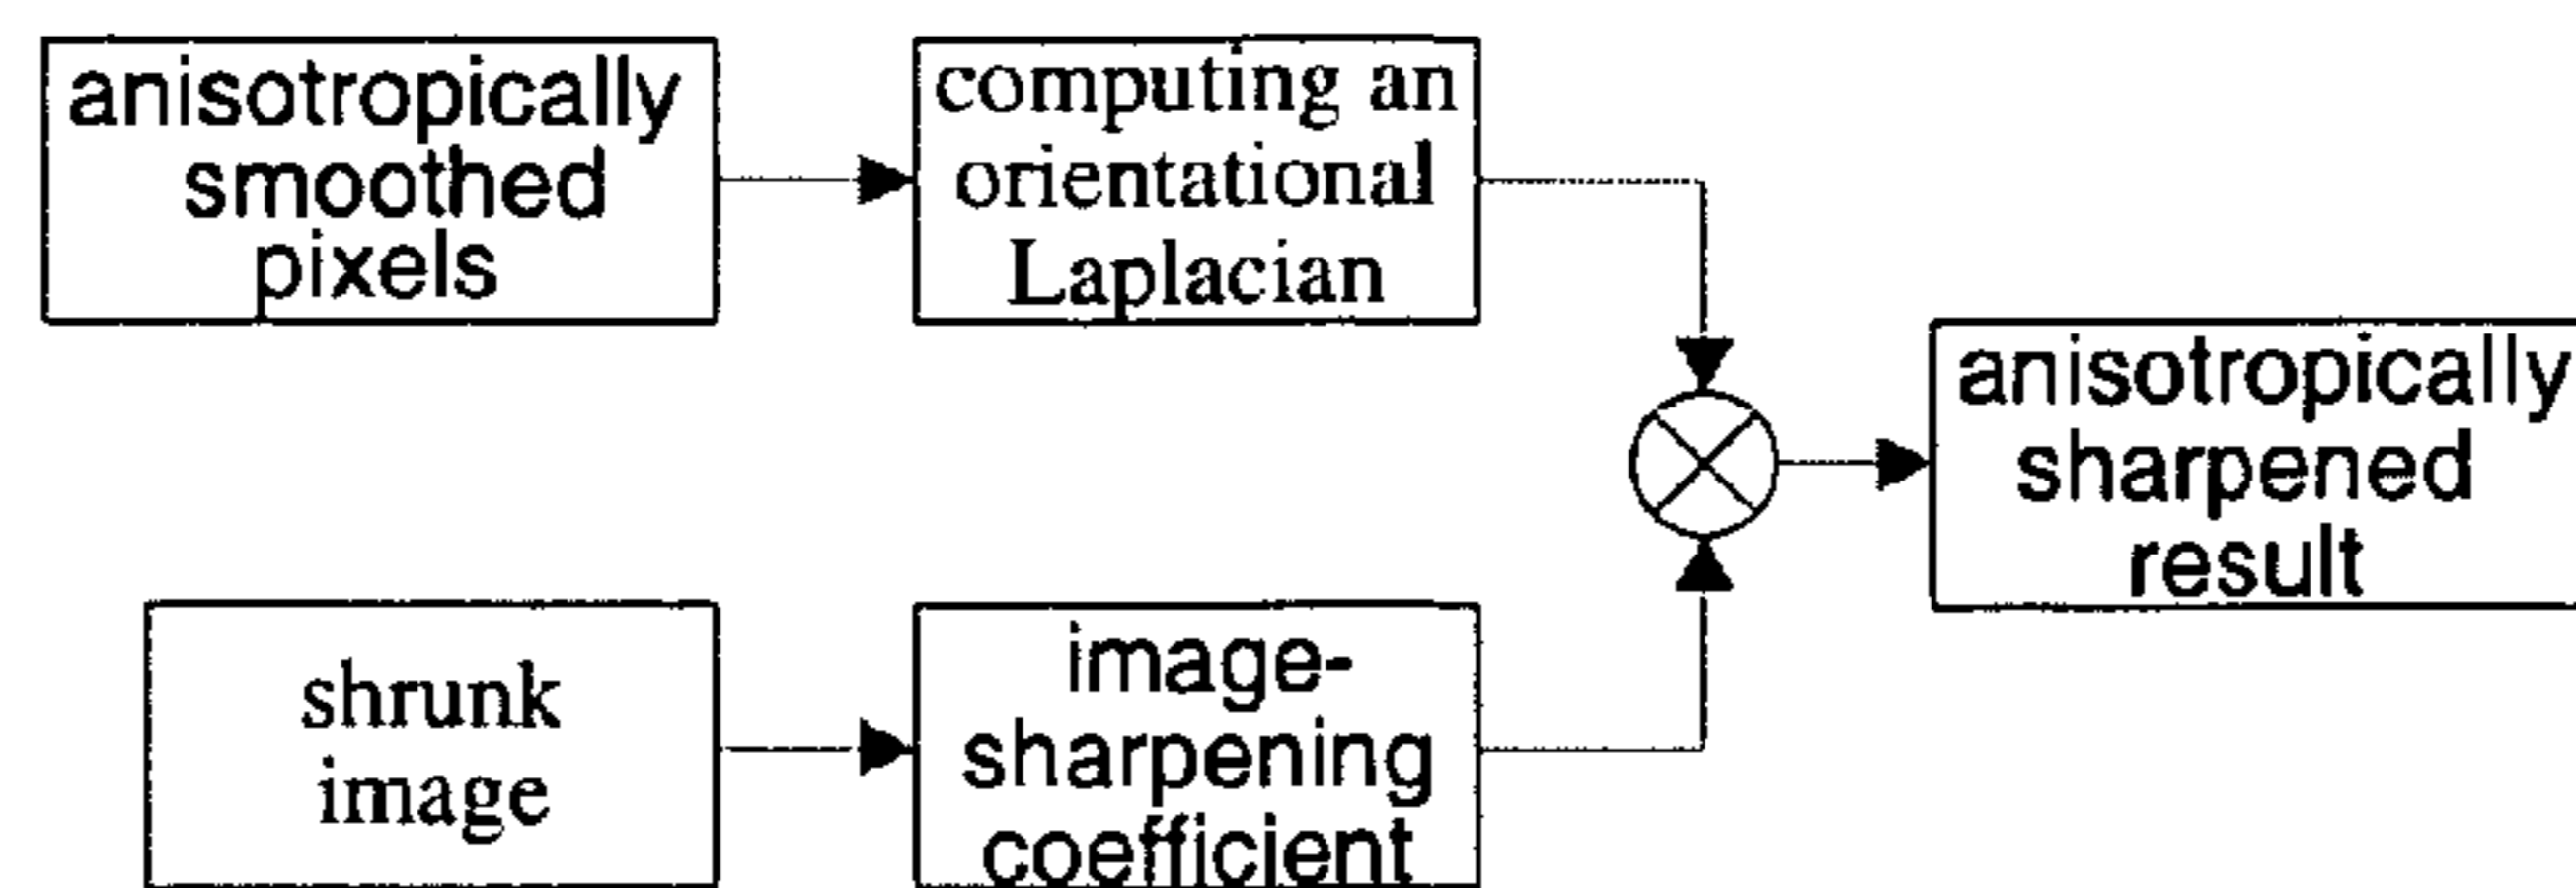 anisotropically
smoothed
pixels
computing an
orientational
Laplacian
anisotropically
sharpened
result
shrunk
image
image-
sharpening
coefficient